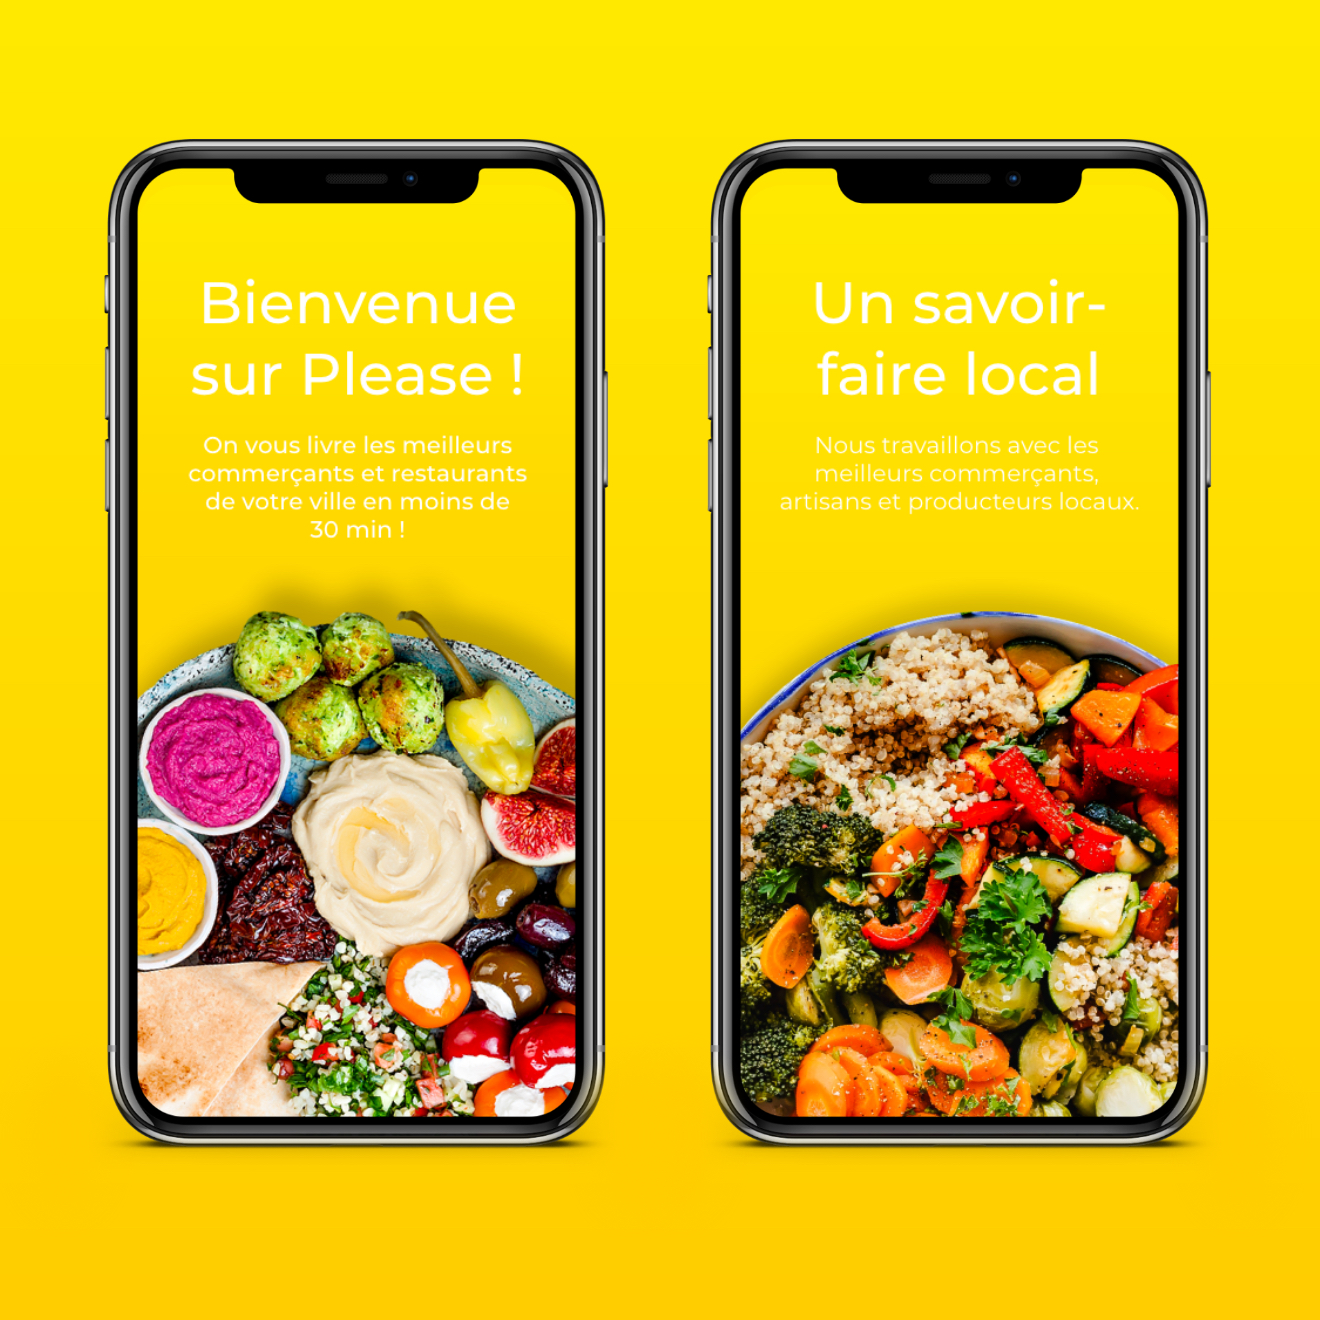 Bienvenue
sur Please !
On vous livre les meilleurs
commerçants et restaurants
de votre ville en moins de
30 min !
Un savoir-
faire local
Nous travaillons avec les
meilleurs commerçants,
artisans et producteurs locaux.